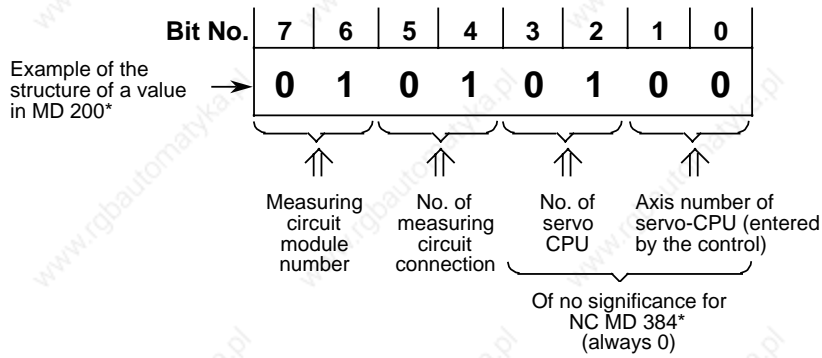 Bit No. 7 6 5 4 3 2 1 0
Example of the
structure of a value
in MD 200*
0 1 0 1 0 1 0 0
Measuring
circuit
module
number
No. of
measuring
circuit
connection
No. of
servo
CPU
Axis number of
servo-CPU (entered
by the control)
Of no significance for
NC MD 384*
(always 0)
www.rgbautomatyka.pl